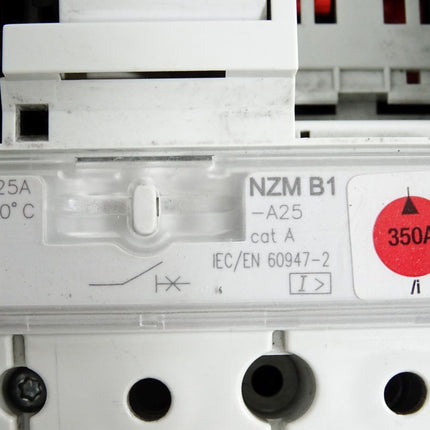 25A
0° C
NZM B1
-A25
cat A
IEC/EN 60947-2
I >
350A
/i